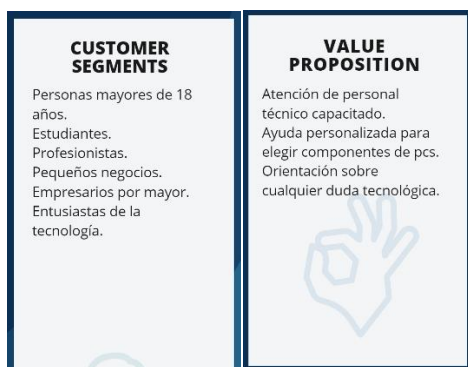 CUSTOMER
SEGMENTS
Personas mayores de 18
años.
Estudiantes.
Profesionistas.
Pequeños negocios.
Empresarios por mayor.
Entusiastas de la
tecnología.
VALUE
PROPOSITION
Atención de personal
técnico capacitado.
Ayuda personalizada para
elegir componentes de pcs.
Orientación sobre
cualquier duda tecnológica.